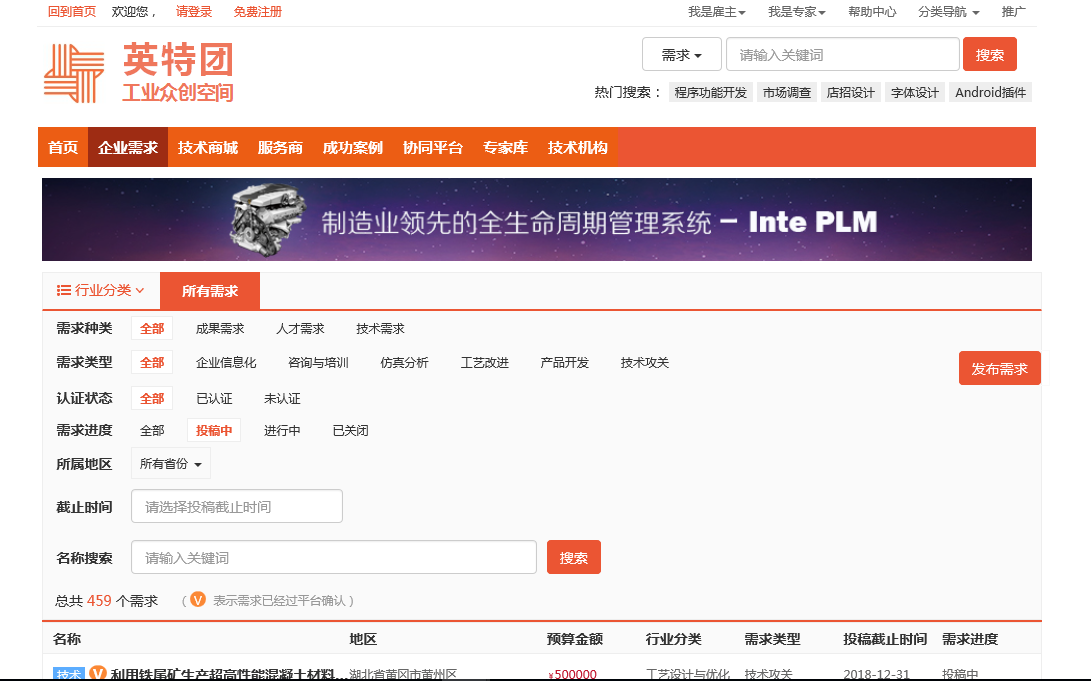 回到首页 欢迎您， 请登录 免费注册 我是雇主 我是专家 帮助中心 分类导航 推广
英特团
工业众创空间
需求 请输入关键词 搜索
热门搜索： 程序功能开发 市场调查 店招设计 字体设计 Android插件
首页 企业需求 技术商城 服务商 成功案例 协同平台 专家库 技术机构
制造业领先的全生命周期管理系统 – Inte PLM
行业分类 所有需求
需求种类 全部 成果需求 人才需求 技术需求
需求类型 全部 企业信息化 咨询与培训 仿真分析 工艺改进 产品开发 技术攻关
发布需求
认证状态 全部 已认证 未认证
需求进度 全部 投稿中 进行中 已关闭
所属地区 所有省份
截止时间 请选择投稿截止时间
名称搜索 请输入关键词 搜索
总共 459 个需求 （ V 表示需求已经过平台确认 ）
名称 地区 预算金额 行业分类 需求类型 投稿截止时间 需求进度
技术 V 利用铁尾矿生产超高性能混凝土材料... 湖北省黄冈市黄州区 ¥500000 工艺设计与优化 技术攻关 2018-12-31 投稿中